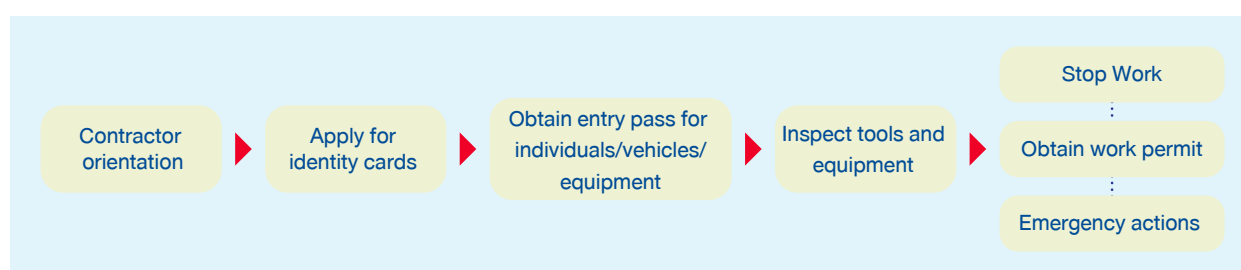 Contractor
orientation
Apply for
identity cards
Obtain entry pass for
individuals/vehicles/
equipment
Inspect tools and
equipment
Stop Work
Obtain work permit
Emergency actions